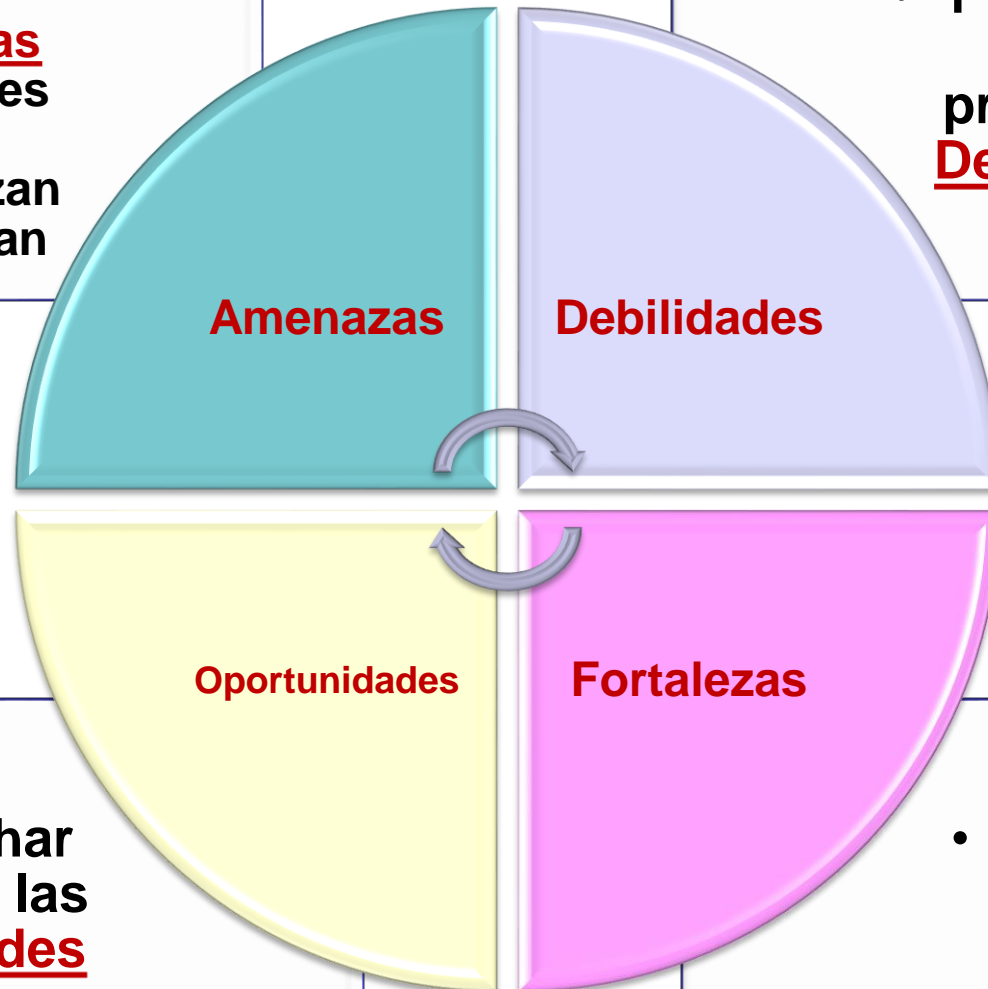 as
es
zan
an
pr
De
Amenazas
Debilidades
Oportunidades
Fortalezas
har
las
des
•